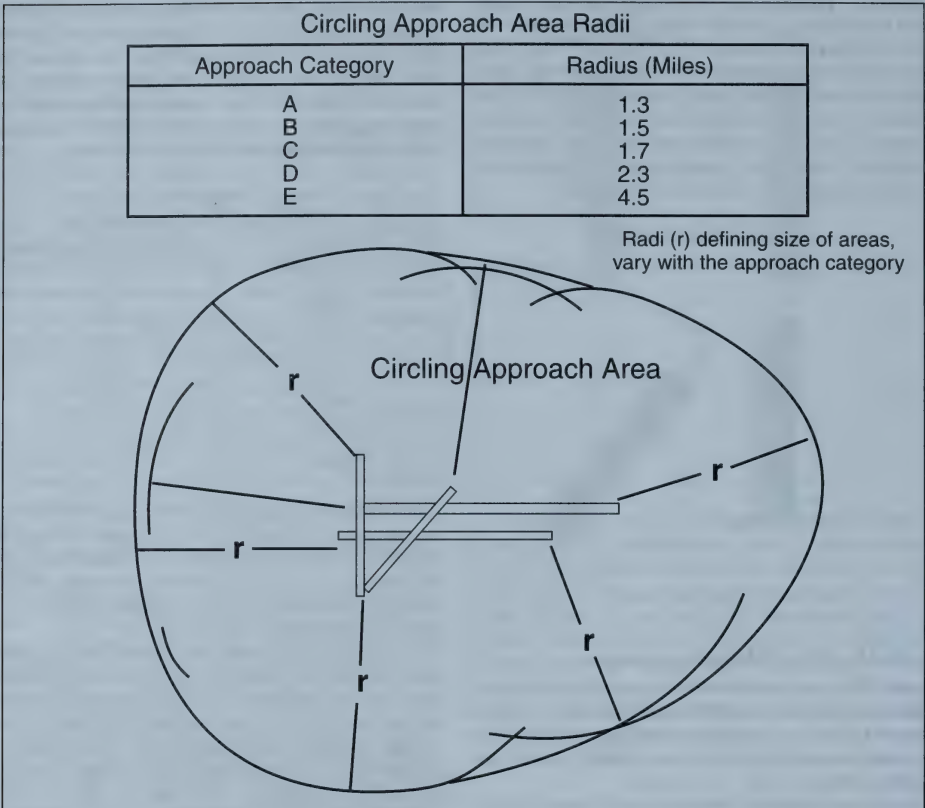 Circling Approach Area Radii
Approach Category Radius (Miles)
A 1.3
B 1.5
C 1.7
D 2.3
E 4.5
Radi (r) defining size of areas,
vary with the approach category
r
Circling Approach Area
r
r
r
r